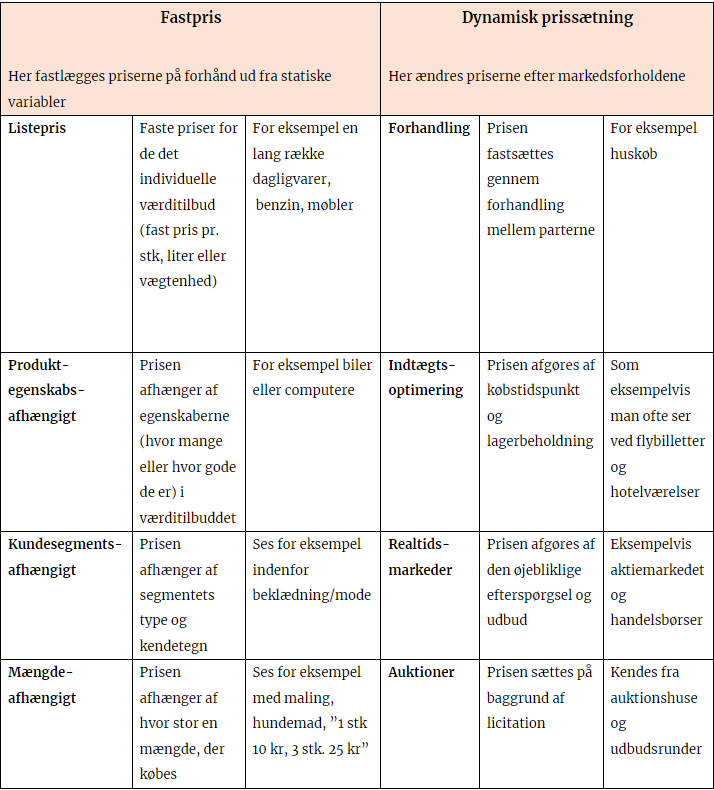 Fastpris
Her fastlægges priserne på forhånd ud fra statiske
variabler
Dynamisk prissætning
Her ændres priserne efter markedsforholdene
Listepris
Faste priser for
de det
individuelle
værditilbud
(fast pris pr.
stk, liter eller
vægtenhed)
For eksempel en
lang række
dagligvarer,
benzin, møbler
Forhandling
Prisen
fastsættes
gennem
forhandling
mellem parterne
For eksempel
huskøb
Produkt-
egenskabs-
afhængigt
Prisen
afhænger af
egenskaberne
(hvor mange
eller hvor gode
de er) i
værditilbuddet
For eksempel biler
eller computere
Indtægts-
optimering
Prisen afgøres af
købstidspunkt
og
lagerbeholdning
Som
eksempelvis
man ofte ser
ved flybilletter
og
hotelværelser
Kundesegments-
afhængigt
Prisen
afhænger af
segmentets
type og
kendetegn
Ses for eksempel
indenfor
beklædning/mode
Realtids-
markeder
Prisen afgøres af
den øjebliklige
efterspørgsel og
udbud
Eksempelvis
aktiemarkedet
og
handelsbørser
Mængde-
afhængigt
Prisen
afhænger af
hvor stor en
mængde, der
købes
Ses for eksempel
med maling,
hundemad, ”1 stk
10 kr, 3 stk. 25 kr”
Auktioner
Prisen sættes på
baggrund af
licitation
Kendes fra
auktionshuse
og
udbudsrunder